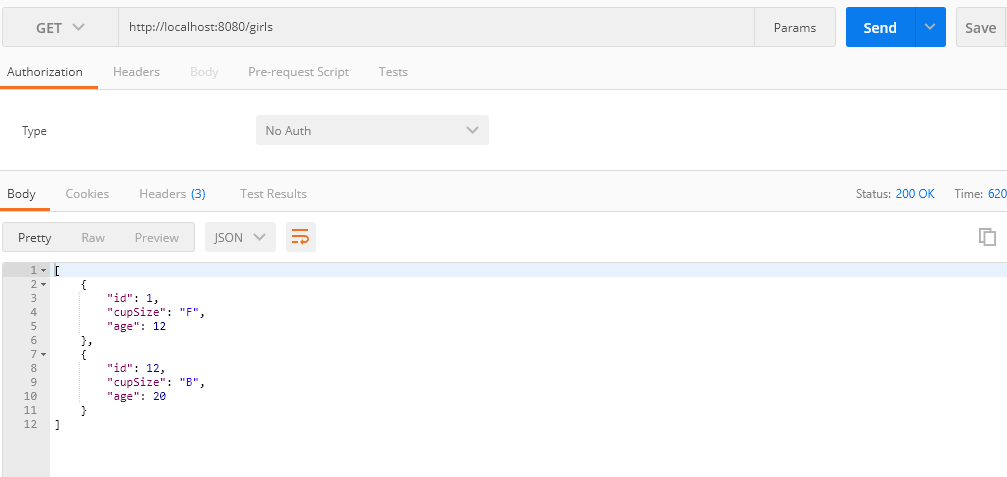 GET http://localhost:8080/girls Params Send Save
Authorization Headers Body Pre-request Script Tests
Type No Auth
Body Cookies Headers (3) Test Results Status: 200 OK Time: 620
Pretty Raw Preview JSON
1 [
2 {
3 "id": 1,
4 "cupSize": "F",
5 "age": 12
6 },
7 {
8 "id": 12,
9 "cupSize": "B",
10 "age": 20
11 }
12 ]